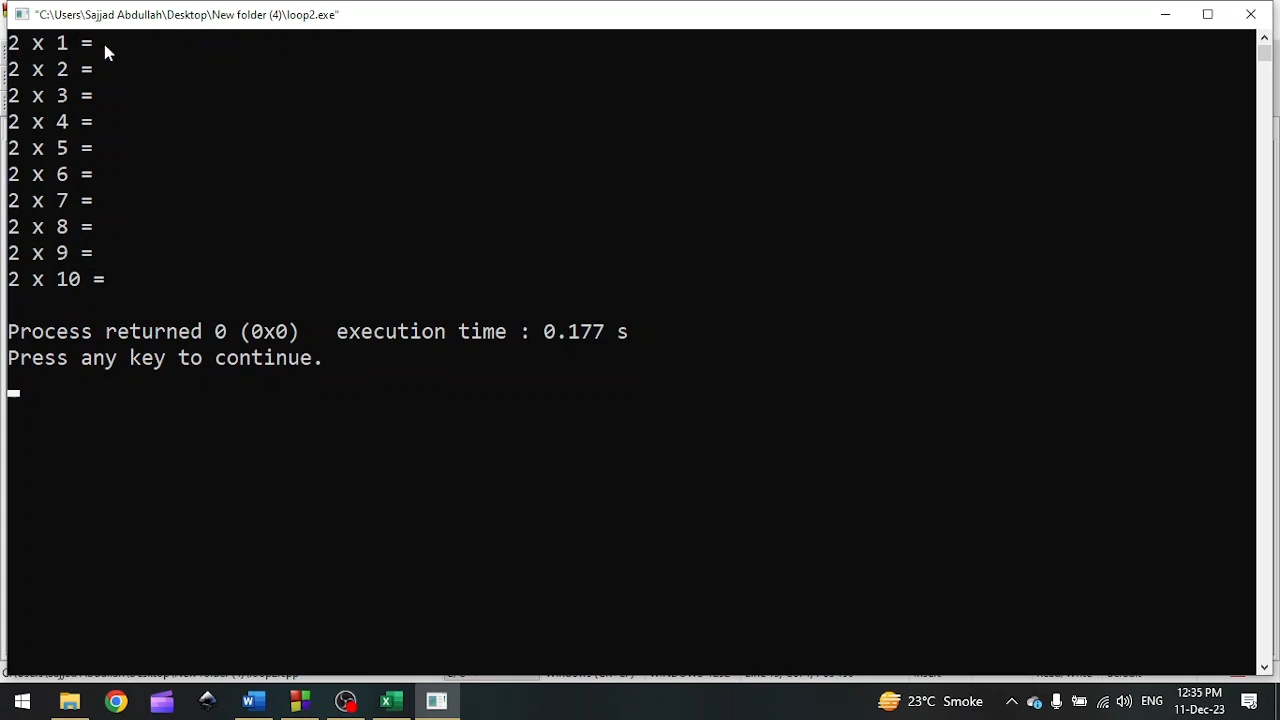 "C:\Users\Sajjad Abdullah\Desktop\New folder (4)\loop2.exe"
2 x 1 =
2 x 2 =
2 x 3 =
2 x 4 =
2 x 5 =
2 x 6 =
2 x 7 =
2 x 8 =
2 x 9 =
2 x 10 =
Process returned 0 (0x0)   execution time : 0.177 s
Press any key to continue.
23°C Smoke
ENG
12:35 PM
11-Dec-23